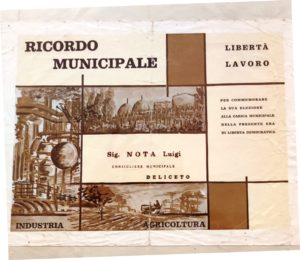 RICORDO
MUNICIPALE
LIBERTÀ
LAVORO
PER COMMEMORARE
LA SUA ELEZIONE
ALLA CARICA MUNICIPALE
NELLA PRESENTE ERA
DI LIBERTÀ DEMOCRATICA
Sig. NOTA Luigi
CONSIGLIERE MUNICIPALE
DELICETO
INDUSTRIA
AGRICOLTURA